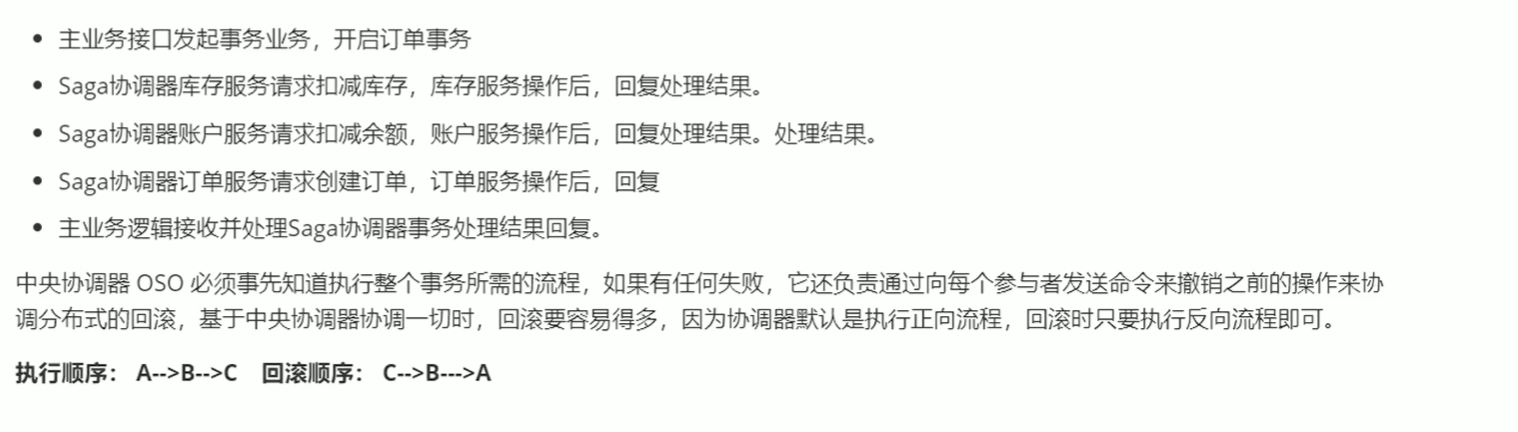 主业务接口发起事务业务，开启订单事务
Saga协调器库存服务请求扣减库存，库存服务操作后，回复处理结果。
Saga协调器账户服务请求扣减余额，账户服务操作后，回复处理结果。处理结果。
Saga协调器订单服务请求创建订单，订单服务操作后，回复
主业务逻辑接收并处理Saga协调器事务处理结果回复。
中央协调器 OSO 必须事先知道执行整个事务所需的流程，如果有任何失败，它还负责通过向每个参与者发送命令来撤销之前的操作来协
调分布式的回滚，基于中央协调器协调一切时，回滚要容易得多，因为协调器默认是执行正向流程，回滚时只要执行反向流程即可。
执行顺序： A-->B-->C 回滚顺序： C-->B--->A